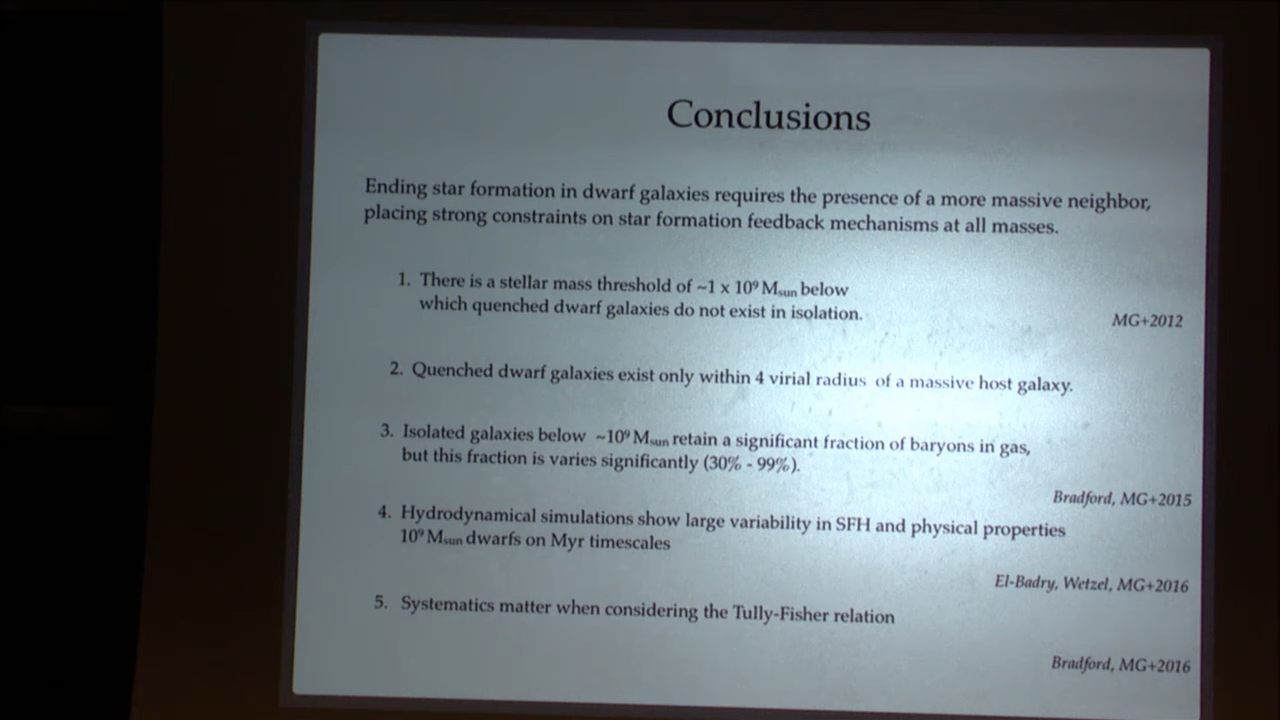 Conclusions
Ending star formation in dwarf galaxies requires the presence of a more massive neighbor,
placing strong constraints on star formation feedback mechanisms at all masses.
1. There is a stellar mass threshold of ~1 x 10⁹ Msun below
which quenched dwarf galaxies do not exist in isolation.
MG+2012
2. Quenched dwarf galaxies exist only within 4 virial radius of a massive host galaxy.
3. Isolated galaxies below ~10⁹ Msun retain a significant fraction of baryons in gas,
but this fraction is varies significantly (30% - 99%).
Bradford, MG+2015
4. Hydrodynamical simulations show large variability in SFH and physical properties
10⁹ Msun dwarfs on Myr timescales
El-Badry, Wetzel, MG+2016
5. Systematics matter when considering the Tully-Fisher relation
Bradford, MG+2016